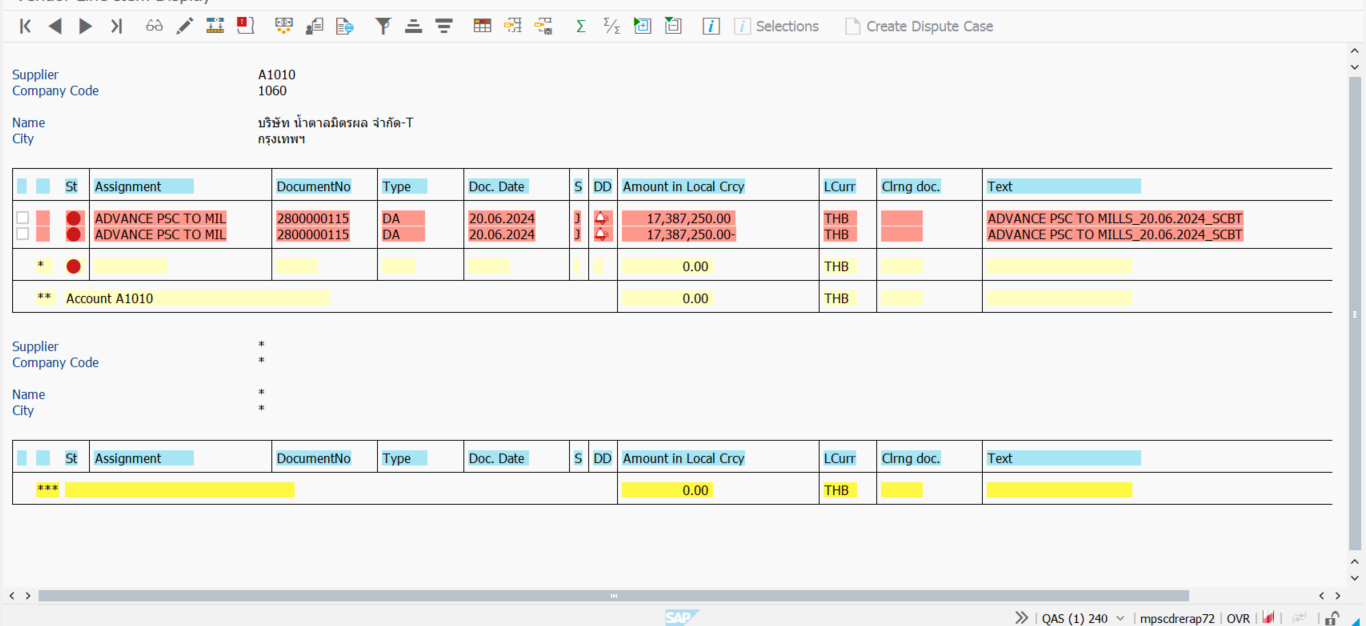 Selections Create Dispute Case
Supplier A1010
Company Code 1060
Name บริษัท น้ำตาลมิตรผล จำกัด-T
City กรุงเทพฯ
St Assignment DocumentNo Type Doc. Date S DD Amount in Local Crcy LCurr Clrng doc. Text
ADVANCE PSC TO MIL 2800000115 DA 20.06.2024 J 17,387,250.00 THB ADVANCE PSC TO MILLS_20.06.2024_SCBT
ADVANCE PSC TO MIL 2800000115 DA 20.06.2024 J 17,387,250.00- THB ADVANCE PSC TO MILLS_20.06.2024_SCBT
* 0.00 THB
** Account A1010 0.00 THB
Supplier *
Company Code *
Name *
City *
St Assignment DocumentNo Type Doc. Date S DD Amount in Local Crcy LCurr Clrng doc. Text
*** 0.00 THB
SAP QAS (1) 240 mpscdrerap72 OVR